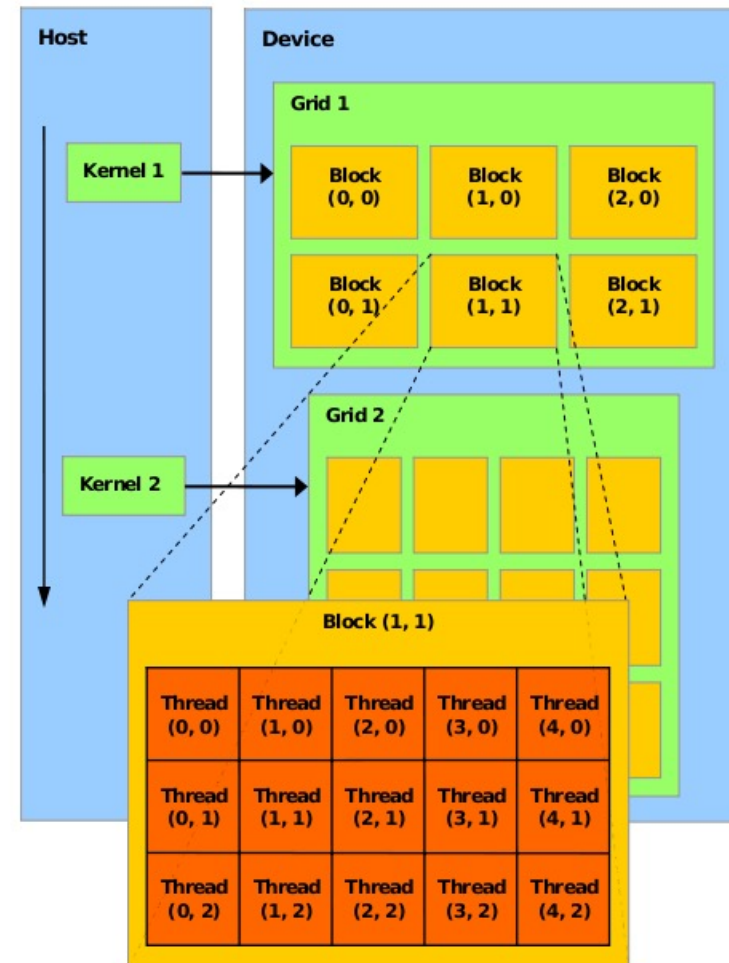 Host
Device
Grid 1
Kernel 1
Block
(0, 0)
Block
(1, 0)
Block
(2, 0)
Block
(0, 1)
Block
(1, 1)
Block
(2, 1)
Grid 2
Kernel 2
Block (1, 1)
Thread
(0, 0)
Thread
(1, 0)
Thread
(2, 0)
Thread
(3, 0)
Thread
(4, 0)
Thread
(0, 1)
Thread
(1, 1)
Thread
(2, 1)
Thread
(3, 1)
Thread
(4, 1)
Thread
(0, 2)
Thread
(1, 2)
Thread
(2, 2)
Thread
(3, 2)
Thread
(4, 2)